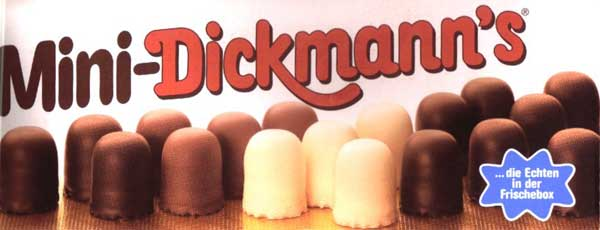 Mini-Dickmann's®
...die Echten
in der
Frischebox